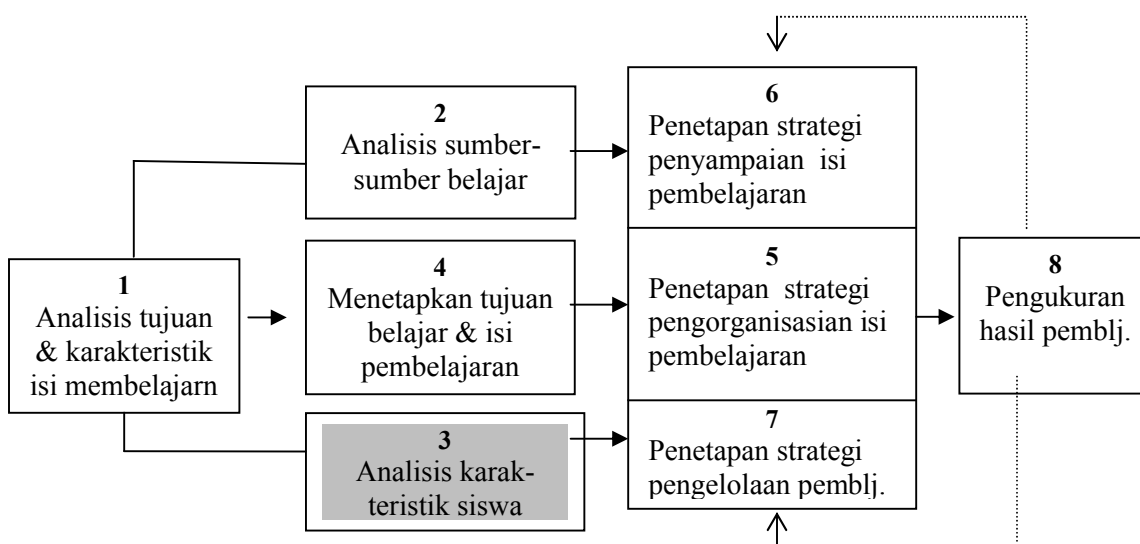 1
Analisis tujuan
& karakteristik
isi membelajarn
2
Analisis sumber-
sumber belajar
4
Menetapkan tujuan
belajar & isi
pembelajaran
3
Analisis karak-
teristik siswa
6
Penetapan strategi
penyampaian isi
pembelajaran
5
Penetapan strategi
pengorganisasian isi
pembelajaran
7
Penetapan strategi
pengelolaan pemblj.
8
Pengukuran
hasil pemblj.